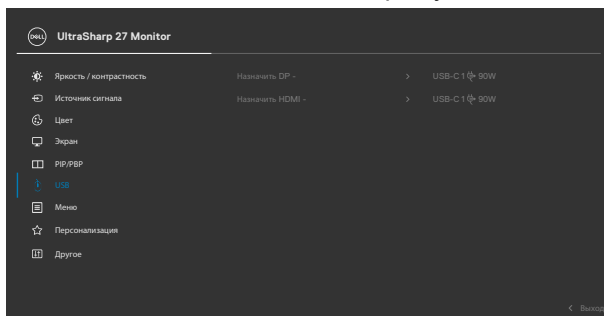 DELL UltraSharp 27 Monitor
Яркость / контрастность Назначить DP - > USB-C 1 90W
Источник сигнала Назначить HDMI - > USB-C 1 90W
Цвет
Экран
PIP/PBP
USB
Меню
Персонализация
Другое
< Выход